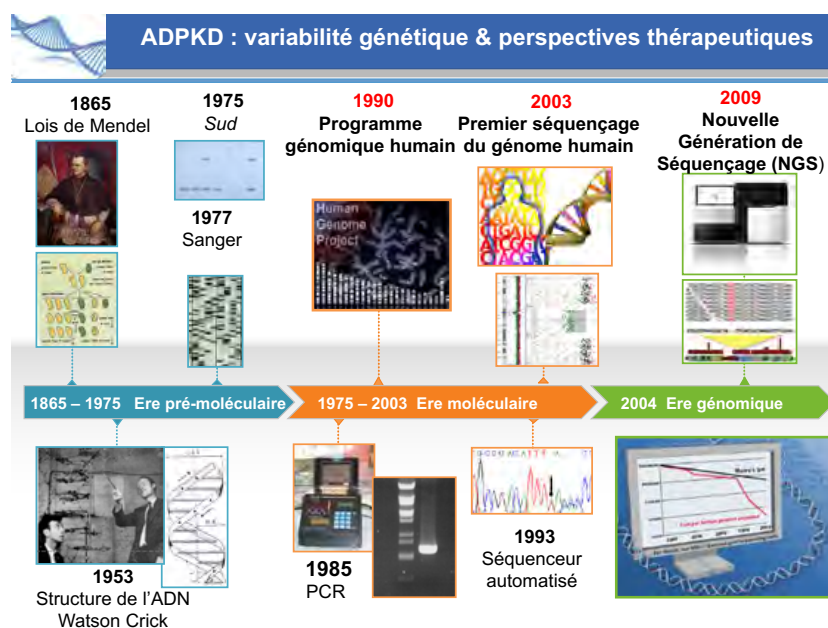 ADPKD : variabilité génétique & perspectives thérapeutiques
1865
Lois de Mendel
1975
Sud
1977
Sanger
1990
Programme
génomique humain
2003
Premier séquençage
du génome humain
2009
Nouvelle
Génération de
Séquençage (NGS)
Human
Genome
Project
1865 – 1975 Ere pré-moléculaire
1975 – 2003 Ere moléculaire
2004 Ere génomique
1953
Structure de l'ADN
Watson Crick
1985
PCR
1993
Séquenceur
automatisé